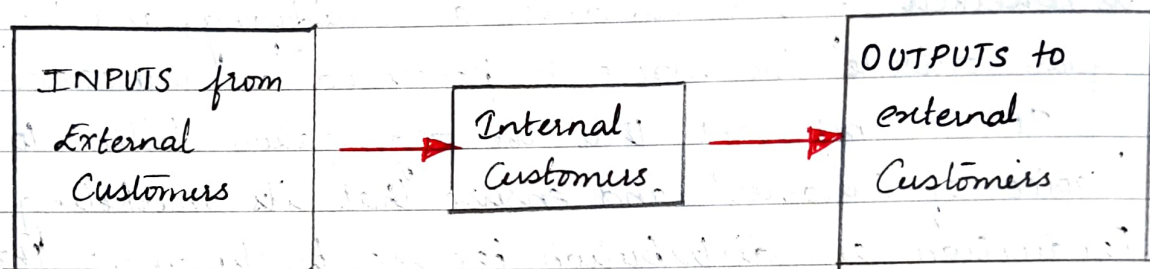 INPUTS from
External
Customers
Internal
Customers
OUTPUTS to
external
Customers